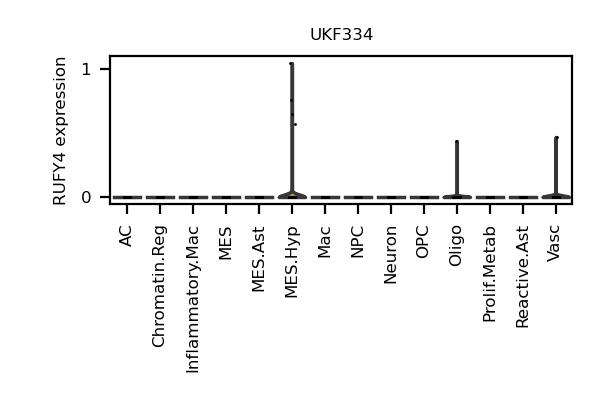 UKF334
RUFY4 expression
1
0
AC
Chromatin.Reg
Inflammatory.Mac
MES
MES.Ast
MES.Hyp
Mac
NPC
Neuron
OPC
Oligo
Prolif.Metab
Reactive.Ast
Vasc